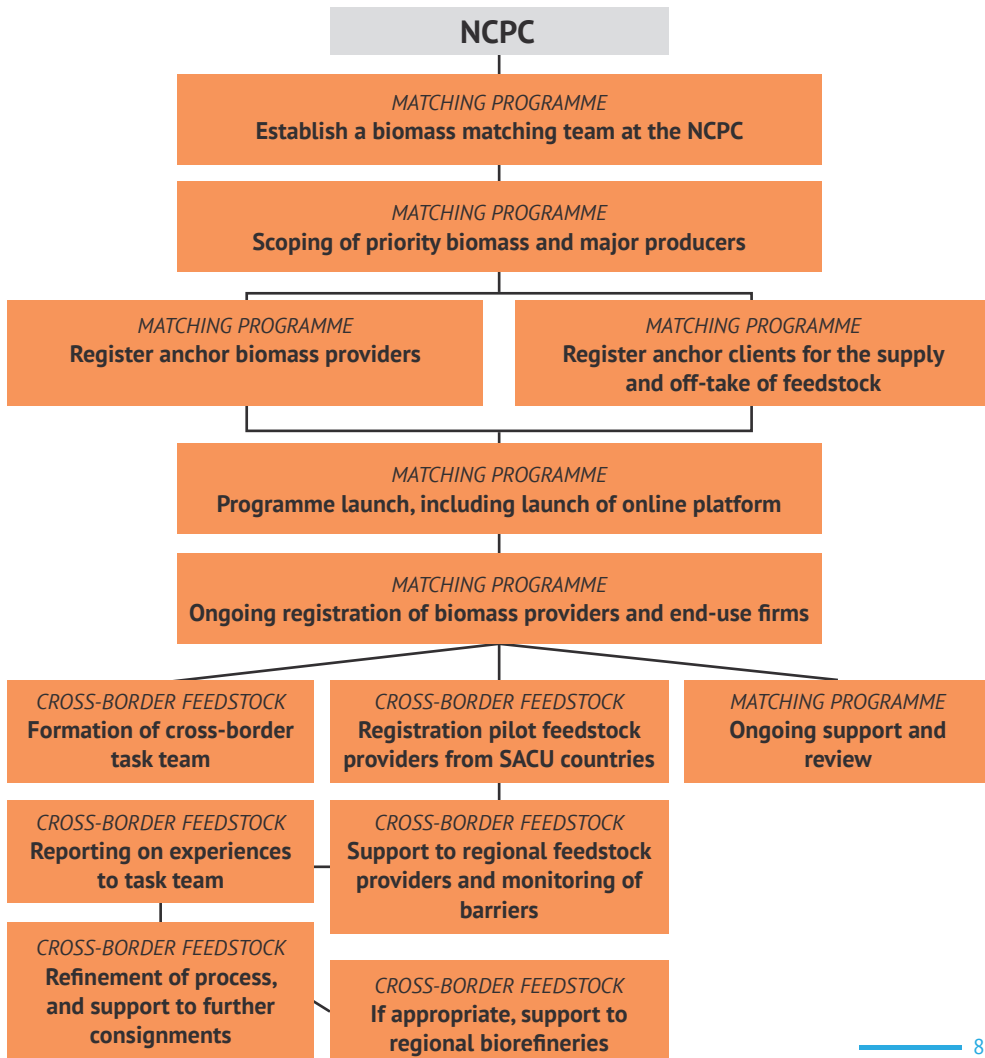 NCPC
MATCHING PROGRAMME
Establish a biomass matching team at the NCPC
MATCHING PROGRAMME
Scoping of priority biomass and major producers
MATCHING PROGRAMME
Register anchor biomass providers
MATCHING PROGRAMME
Register anchor clients for the supply
and off-take of feedstock
MATCHING PROGRAMME
Programme launch, including launch of online platform
MATCHING PROGRAMME
Ongoing registration of biomass providers and end-use firms
CROSS-BORDER FEEDSTOCK
Formation of cross-border
task team
CROSS-BORDER FEEDSTOCK
Registration pilot feedstock
providers from SACU countries
MATCHING PROGRAMME
Ongoing support and
review
CROSS-BORDER FEEDSTOCK
Reporting on experiences
to task team
CROSS-BORDER FEEDSTOCK
Support to regional feedstock
providers and monitoring of
barriers
CROSS-BORDER FEEDSTOCK
Refinement of process,
and support to further
consignments
CROSS-BORDER FEEDSTOCK
If appropriate, support to
regional biorefineries
8